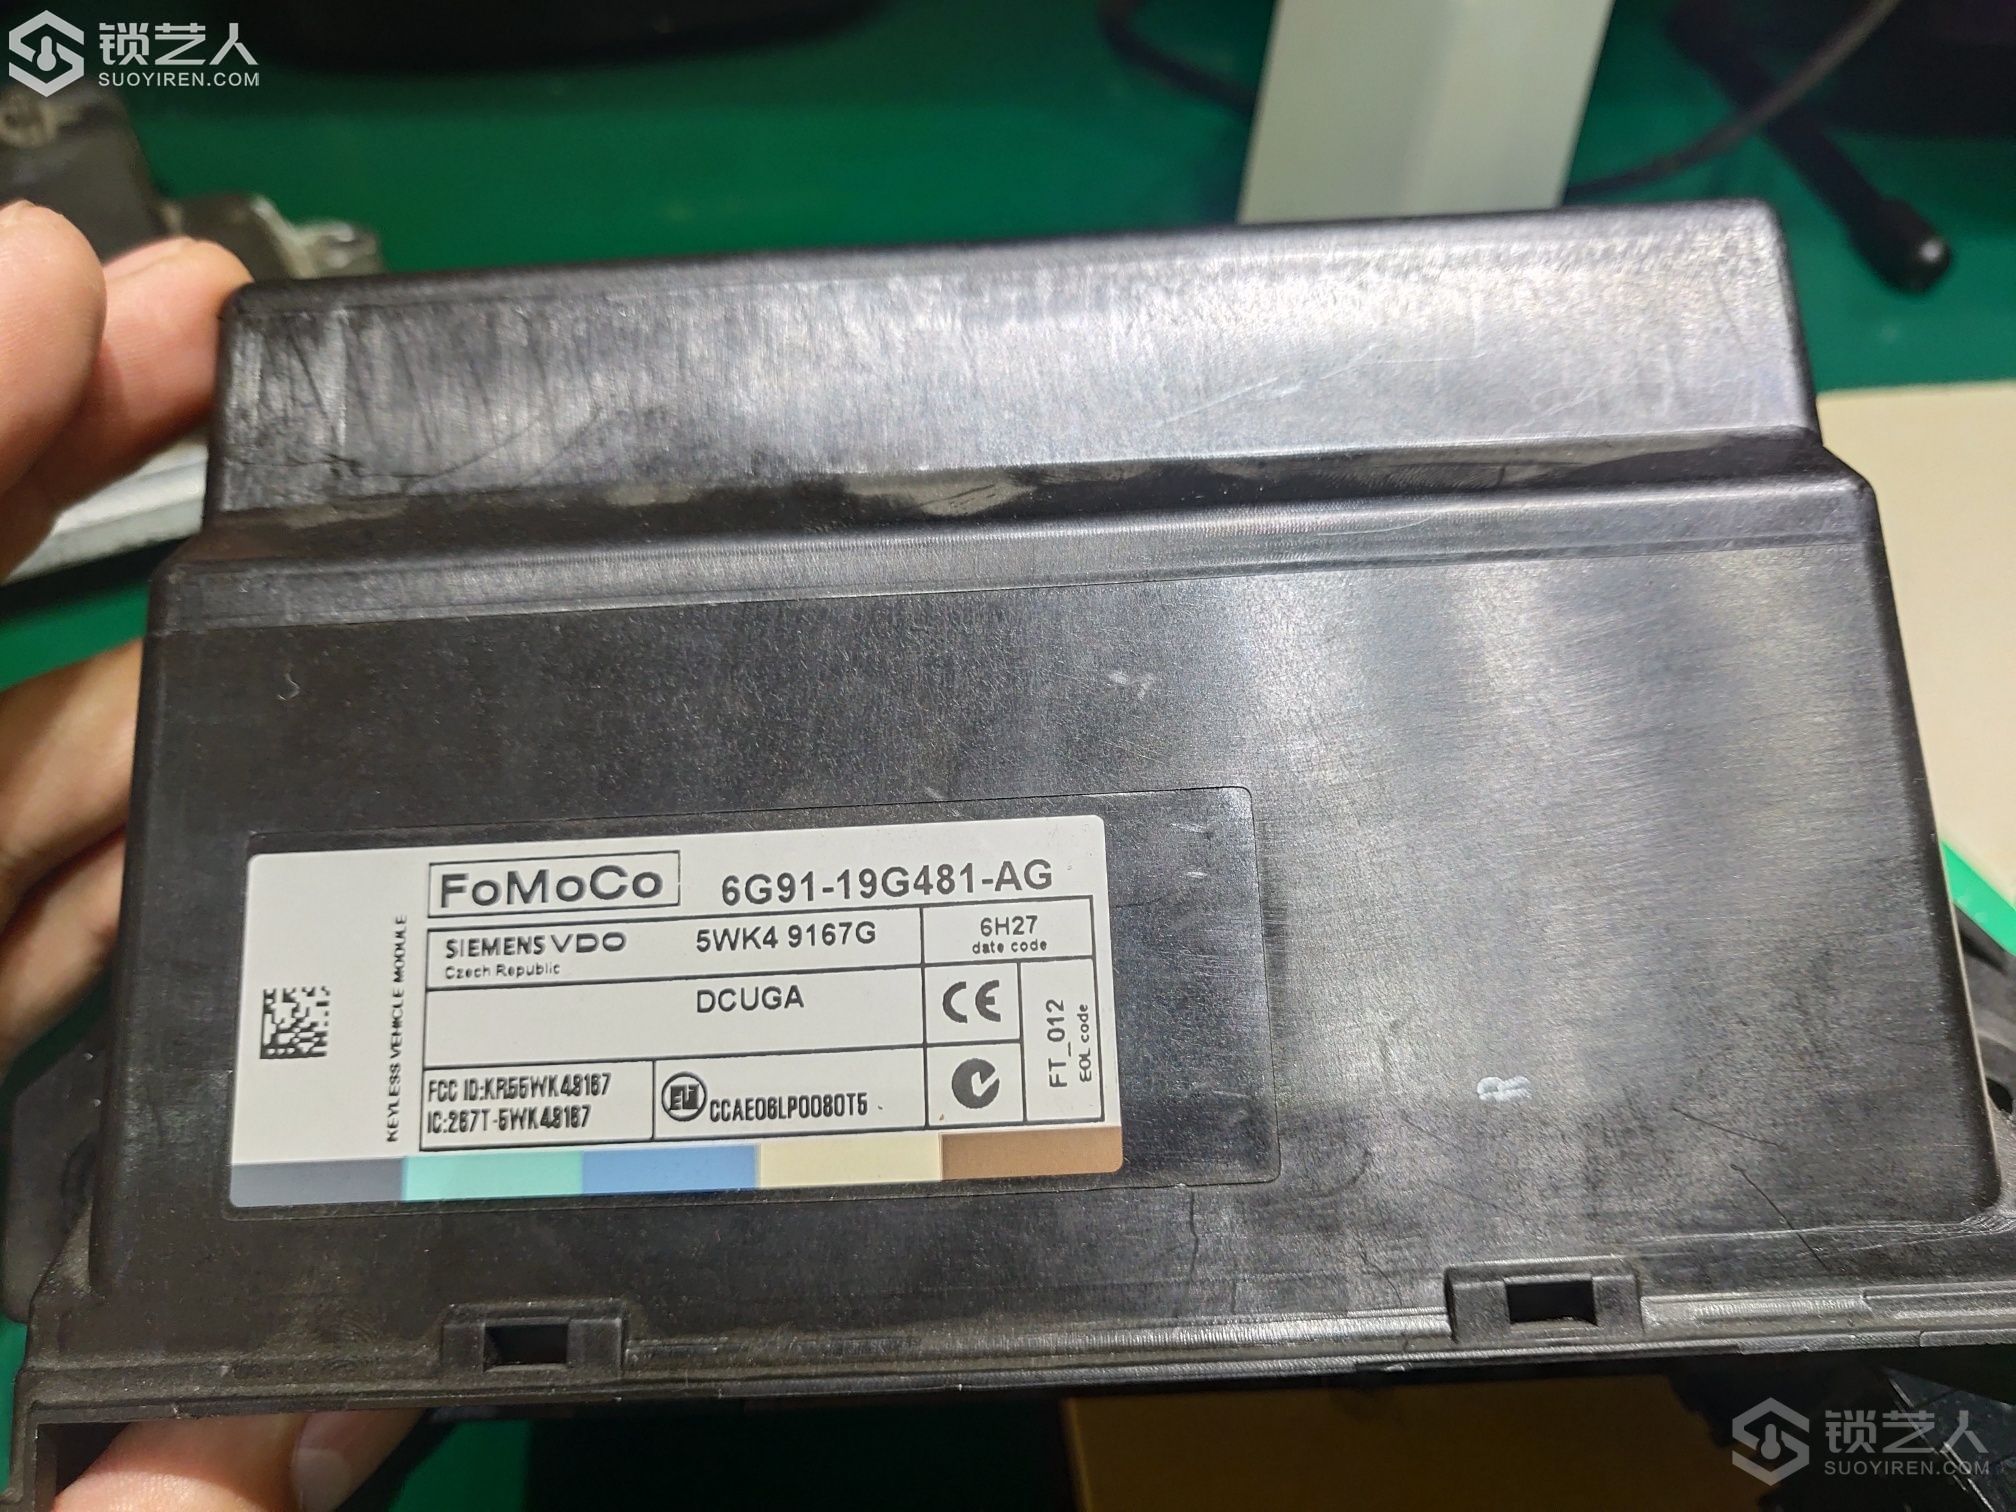 锁艺人
SUOYIREN.COM
FoMoCo
6G91-19G481-AG
SIEMENS VDO
Czech Republic
5WK4 9167G
6H27
date code
DCUGA
CE
FT_012
EOL code
KEYLESS VEHICLE MODULE
FCC ID:KR55WK48167
IC:267T-5WK48167
CCAE06LP0080T5
锁艺人
SUOYIREN.COM